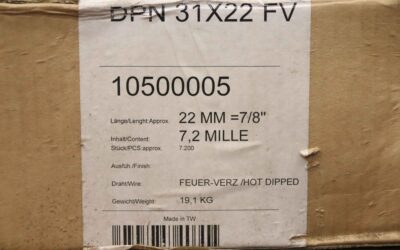 DPN 31X22 FV
10500005
Länge/Lenght Approx. 22 MM =7/8"
Inhalt/Content: 7,2 MILLE
Stück/PCS approx. 7.200
Ausfüh./Finish:
Draht/Wire: FEUER-VERZ /HOT DIPPED
Gewicht/Weight: 19,1 KG
Made in TW